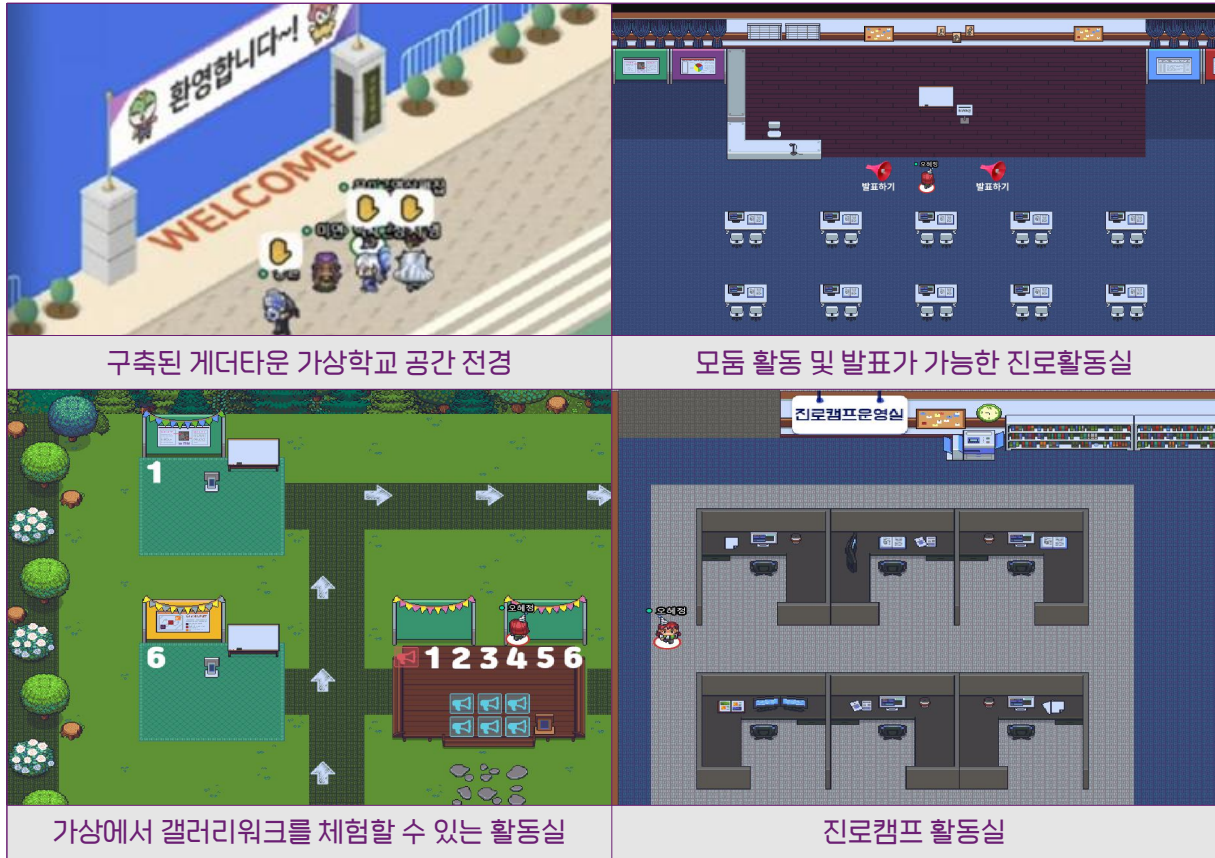 환영합니다~!
WELCOME
구축된 게더타운 가상학교 공간 전경
오혜정
발표하기
발표하기
모둠 활동 및 발표가 가능한 진로활동실
1
6
오혜정
1 2 3 4 5 6
가상에서 갤러리워크를 체험할 수 있는 활동실
진로캠프운영실
오혜정
진로캠프 활동실